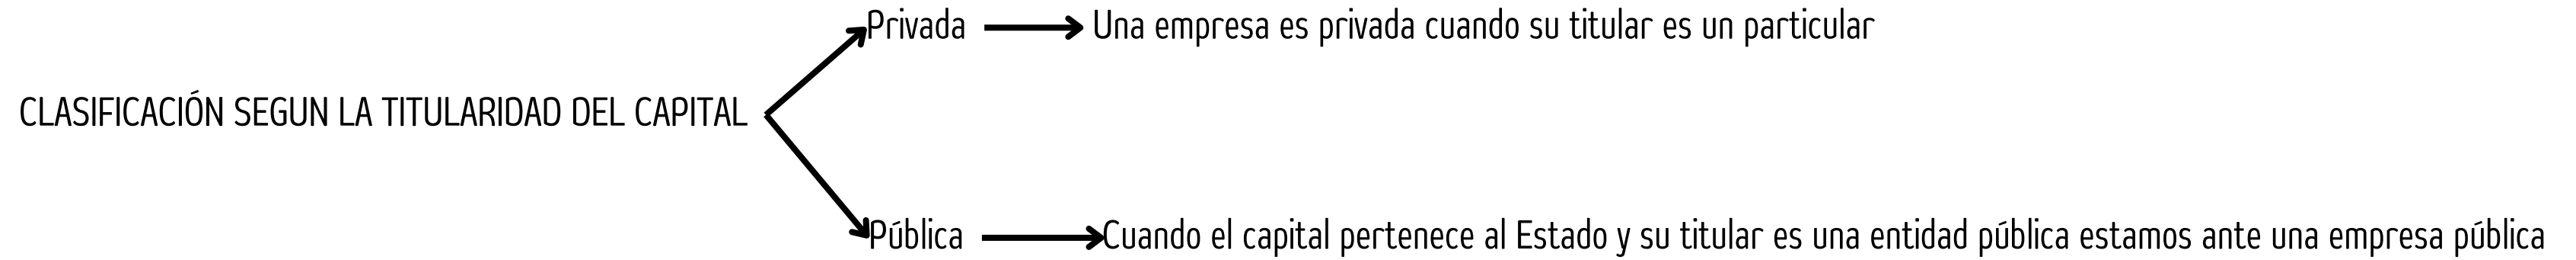 Privada
Una empresa es privada cuando su titular es un particular
CLASIFICACIÓN SEGUN LA TITULARIDAD DEL CAPITAL
Pública
Cuando el capital pertenece al Estado y su titular es una entidad pública estamos ante una empresa pública